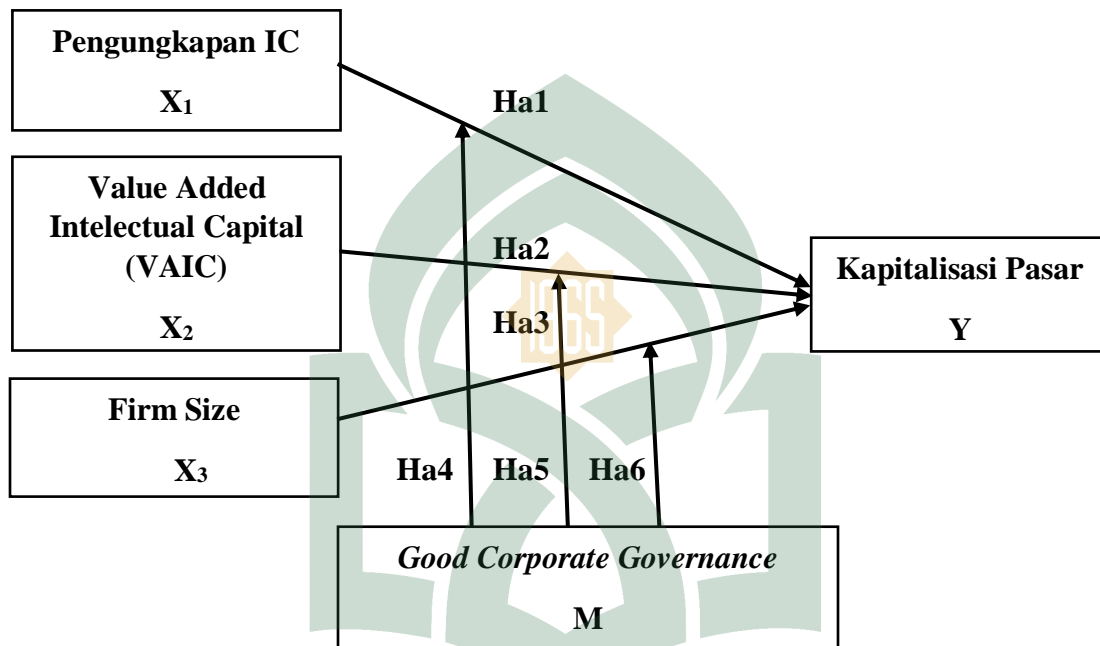 Pengungkapan IC
X₁
Value Added
Intelectual Capital
(VAIC)
X₂
Firm Size
X₃
Ha1
Ha2
Ha3
Ha4 Ha5 Ha6
Kapitalisasi Pasar
Y
Good Corporate Governance
M